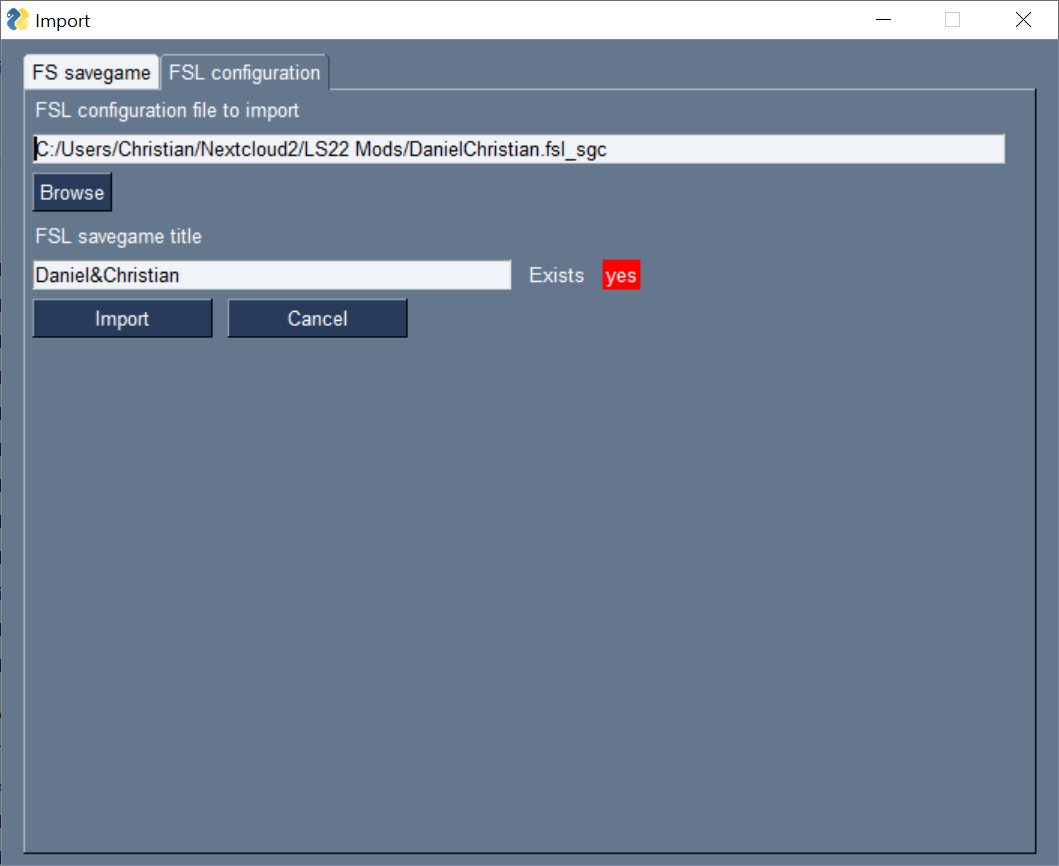 Import
FS savegame FSL configuration
FSL configuration file to import
C:/Users/Christian/Nextcloud2/LS22 Mods/DanielChristian.fsl_sgc
Browse
FSL savegame title
Daniel&Christian Exists yes
Import Cancel